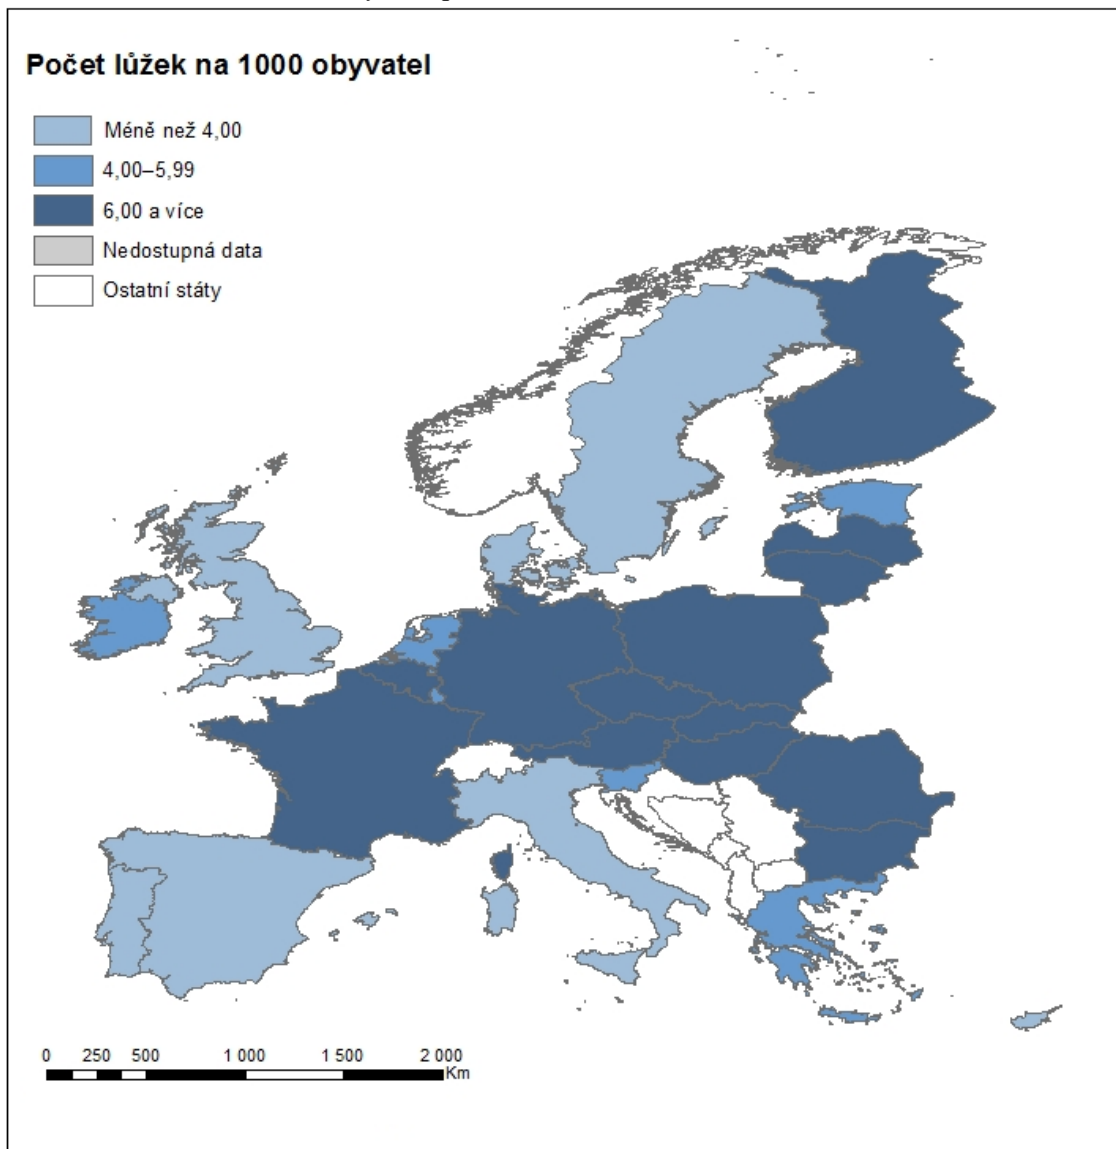 Počet lůžek na 1000 obyvatel
Méně než 4,00
4,00–5,99
6,00 a více
Nedostupná data
Ostatní státy
0 250 500 1 000 1 500 2 000
Km